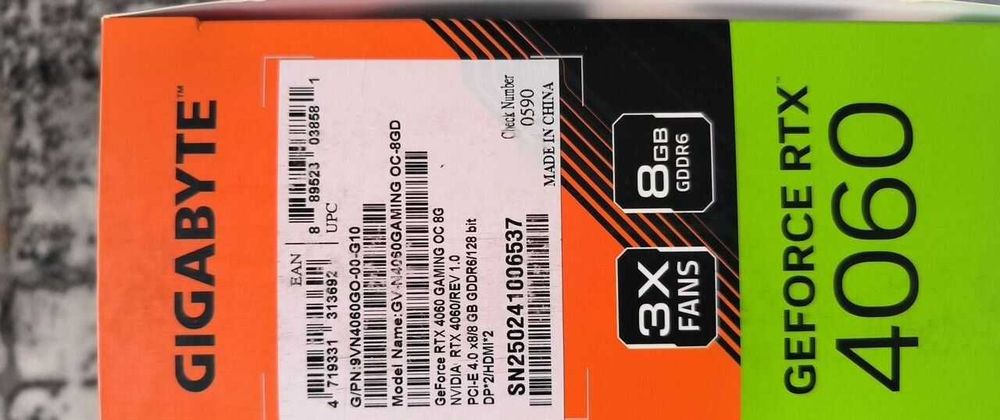 GIGABYTE™
EAN
4 719331 313692
8 89523 03858 1
UPC
G/PN:9VN4060GO-00-G10
Model Name:GV-N4060GAMING OC-8GD
GeForce RTX 4060 GAMING OC 8G
NVIDIA: RTX 4060/REV 1.0
PCI-E 4.0 x8/8 GB GDDR6/128 bit
DP*2/HDMI*2
SN250241006537
Check Number
0590
MADE IN CHINA
3X
FANS
8GB
GDDR6
GEFORCE RTX™
4060